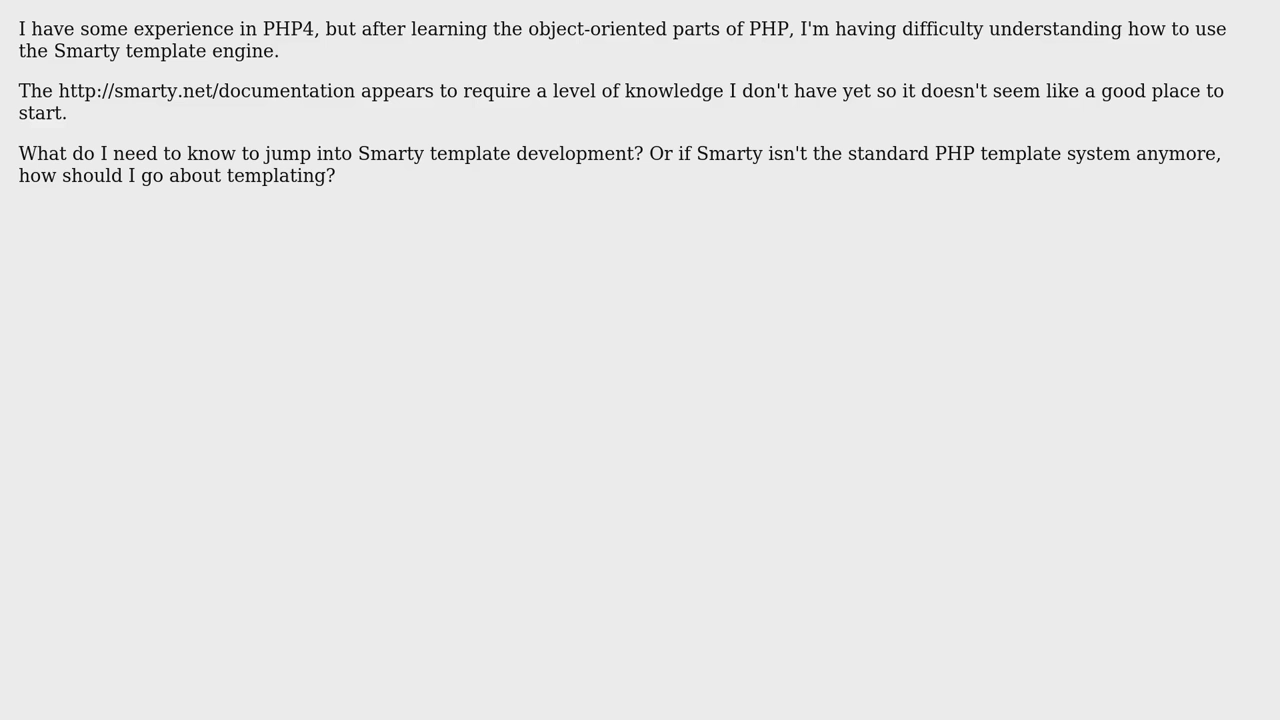 I have some experience in PHP4, but after learning the object-oriented parts of PHP, I'm having difficulty understanding how to use
the Smarty template engine.
The http://smarty.net/documentation appears to require a level of knowledge I don't have yet so it doesn't seem like a good place to
start.
What do I need to know to jump into Smarty template development? Or if Smarty isn't the standard PHP template system anymore,
how should I go about templating?